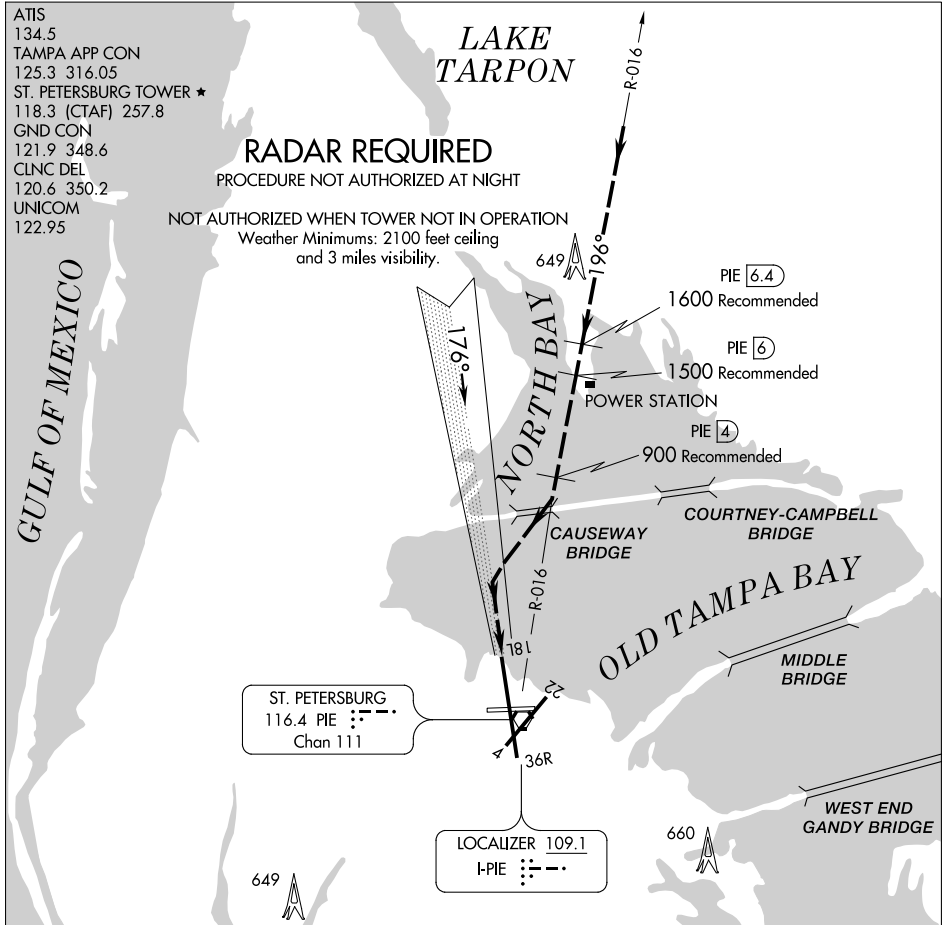 ATIS
134.5
TAMPA APP CON
125.3 316.05
ST. PETERSBURG TOWER ★
118.3 (CTAF) 257.8
GND CON
121.9 348.6
CLNC DEL
120.6 350.2
UNICOM
122.95
LAKE
TARPON
R-016
RADAR REQUIRED
PROCEDURE NOT AUTHORIZED AT NIGHT
NOT AUTHORIZED WHEN TOWER NOT IN OPERATION
Weather Minimums: 2100 feet ceiling
and 3 miles visibility.
649
196°
PIE 6.4
1600 Recommended
PIE 6
1500 Recommended
POWER STATION
PIE 4
900 Recommended
176°
NORTH BAY
GULF OF MEXICO
CAUSEWAY
BRIDGE
COURTNEY-CAMPBELL
BRIDGE
R-016
OLD TAMPA BAY
18L
MIDDLE
BRIDGE
22
ST. PETERSBURG
116.4 PIE
Chan 111
4
36R
WEST END
GANDY BRIDGE
LOCALIZER 109.1
I-PIE
660
649